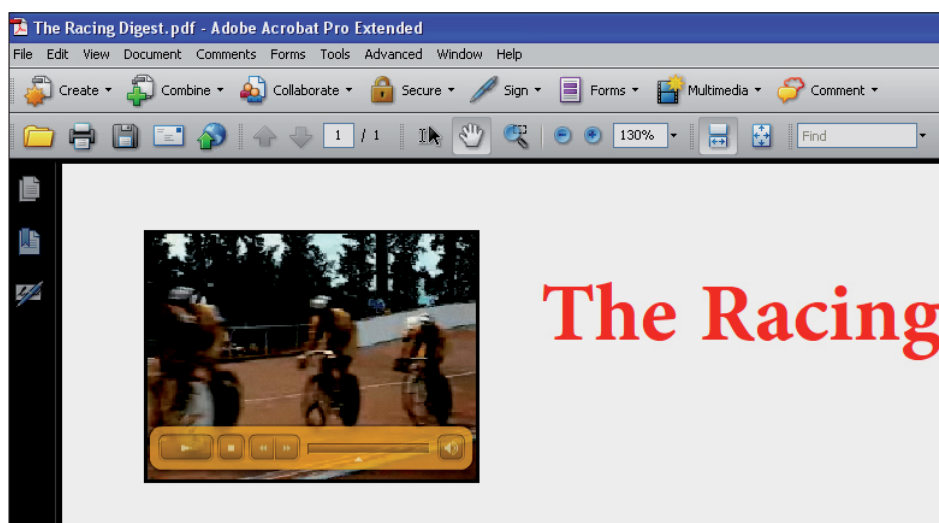 The Racing Digest.pdf - Adobe Acrobat Pro Extended
File Edit View Document Comments Forms Tools Advanced Window Help
Create Combine Collaborate Secure Sign Forms Multimedia Comment
1 / 1 130% Find
The Racing